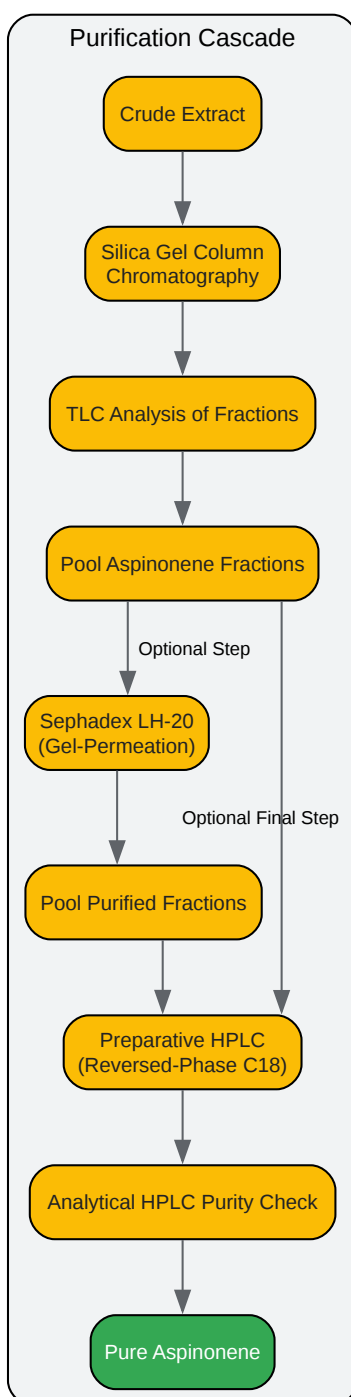 Purification Cascade
Crude Extract
Silica Gel Column
Chromatography
TLC Analysis of Fractions
Pool Aspinonene Fractions
Optional Step
Sephadex LH-20
(Gel-Permeation)
Optional Final Step
Pool Purified Fractions
Preparative HPLC
(Reversed-Phase C18)
Analytical HPLC Purity Check
Pure Aspinonene